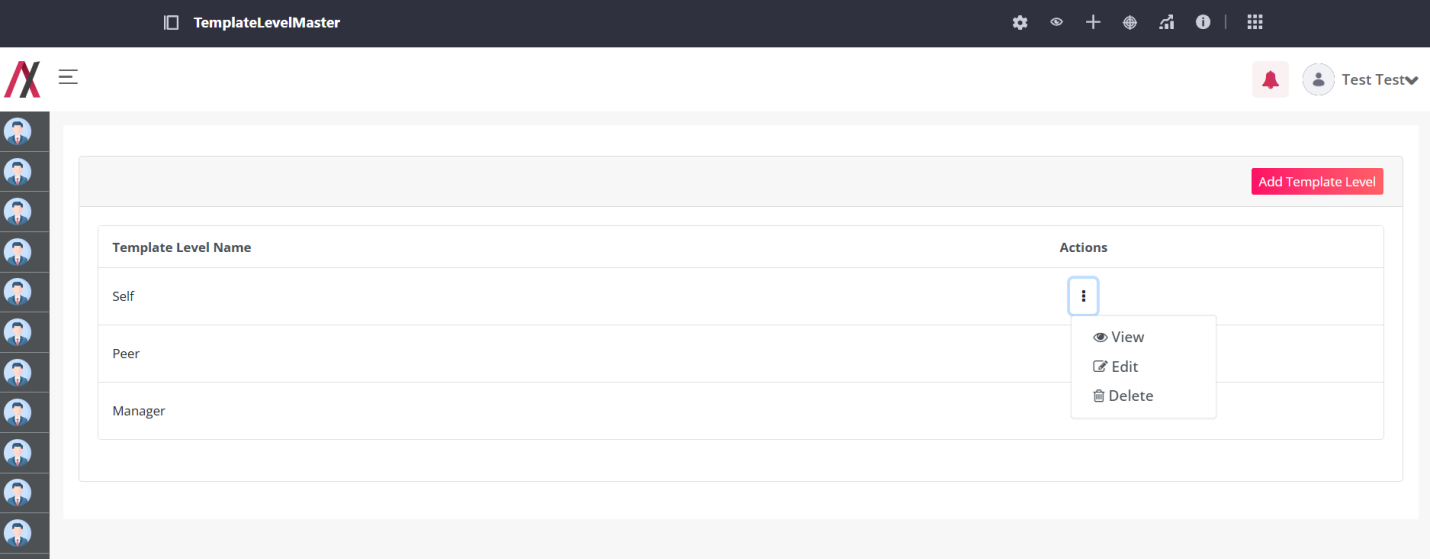 TemplateLevelMaster
Test Test
Add Template Level
Template Level Name Actions
Self
View
Peer
Edit
Delete
Manager